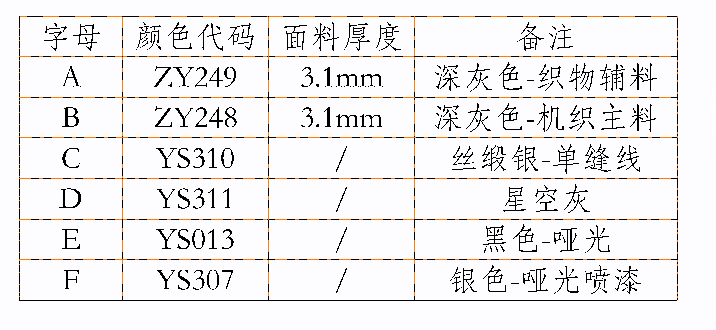 字母 颜色代码 面料厚度 备注
A ZY249 3.1mm 深灰色-织物辅料
B ZY248 3.1mm 深灰色-机织主料
C YS310 / 丝缎银-单缝线
D YS311 / 星空灰
E YS013 / 黑色-哑光
F YS307 / 银色-哑光喷漆